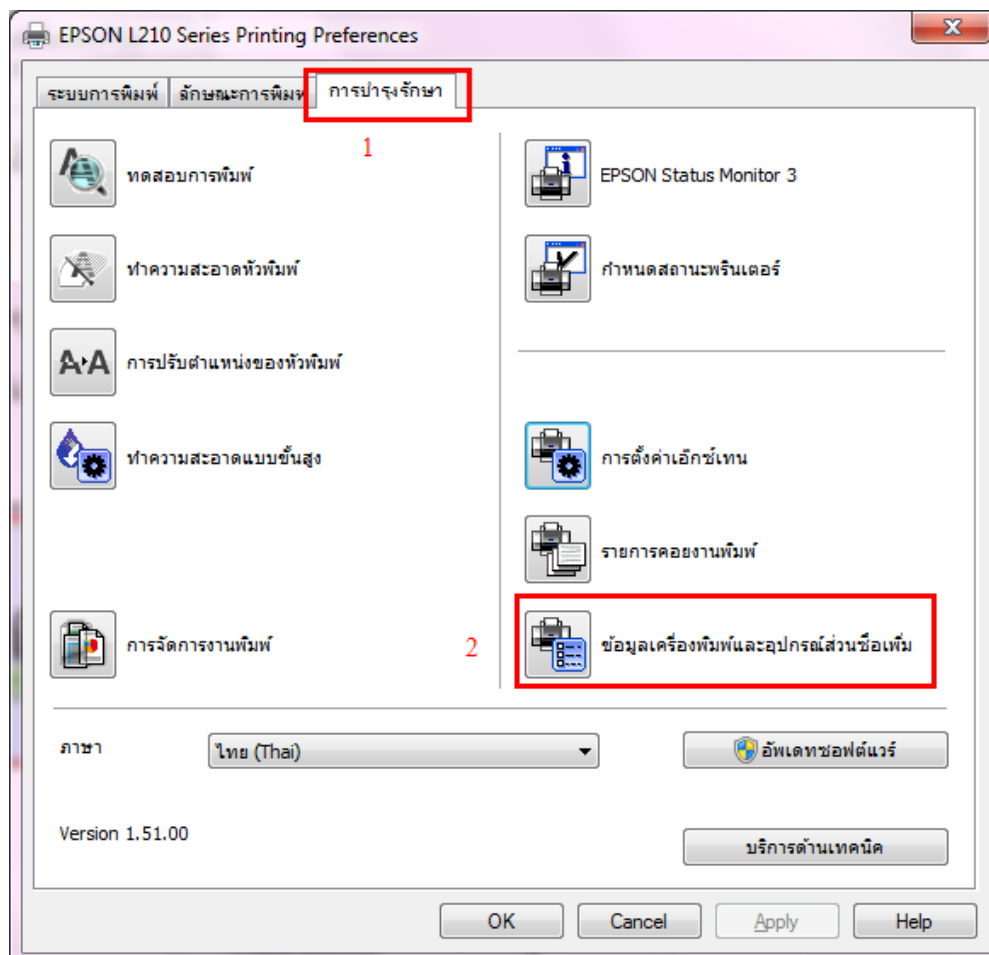 EPSON L210 Series Printing Preferences
ระบบการพิมพ์ ลักษณะการพิมพ การบำรุงรักษา
1
ทดสอบการพิมพ์
EPSON Status Monitor 3
ทำความสะอาดหัวพิมพ์
กำหนดสถานะพรินเตอร์
การปรับตำแหน่งของหัวพิมพ์
ทำความสะอาดแบบขั้นสูง
การตั้งค่าเอ็กซ์เทน
รายการคอยงานพิมพ์
การจัดการงานพิมพ์
2
ข้อมูลเครื่องพิมพ์และอุปกรณ์ส่วนซื้อเพิ่ม
ภาษา
ไทย (Thai)
อัพเดทซอฟต์แวร์
Version 1.51.00
บริการด้านเทคนิค
OK Cancel Apply Help